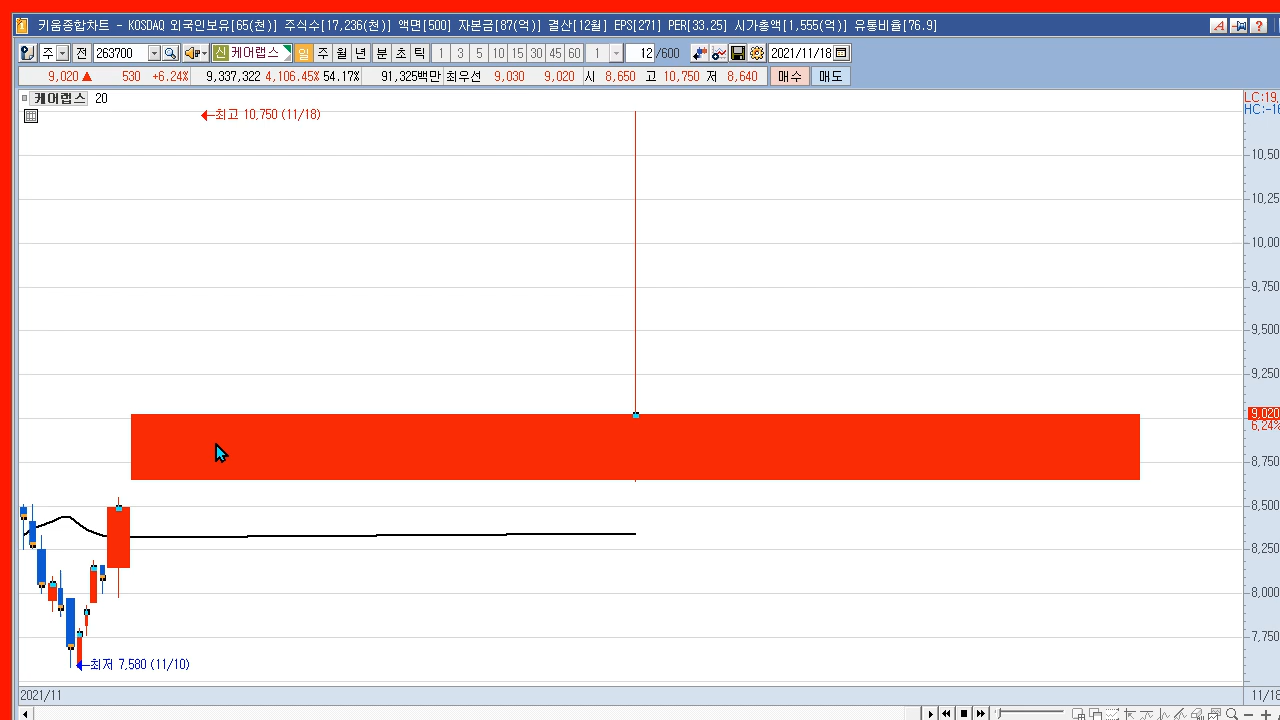 키움종합차트 - KOSDAQ 외국인보유[65(천)] 주식수[17,236(천)] 액면[500] 자본금[87(억)] 결산[12월] EPS[271] PER[33.25] 시가총액[1,555(억)] 유통비율[76.9]
주 전 263700 신 케어랩스 일 주 월 년 분 초 틱 1 3 5 10 15 30 45 60 1 12 /600 2021/11/18
9,020 ▲ 530 +6.24% 9,337,322 4,106.45% 54.17% 91,325백만 최우선 9,030 9,020 시 8,650 고 10,750 저 8,640 매수 매도
케어랩스 20
LC:19,
HC:-16
최고 10,750 (11/18)
10,50
10,25
10,00
9,750
9,500
9,250
9,020
6,24%
8,750
8,500
8,250
8,000
7,750
최저 7,580 (11/10)
2021/11
11/18